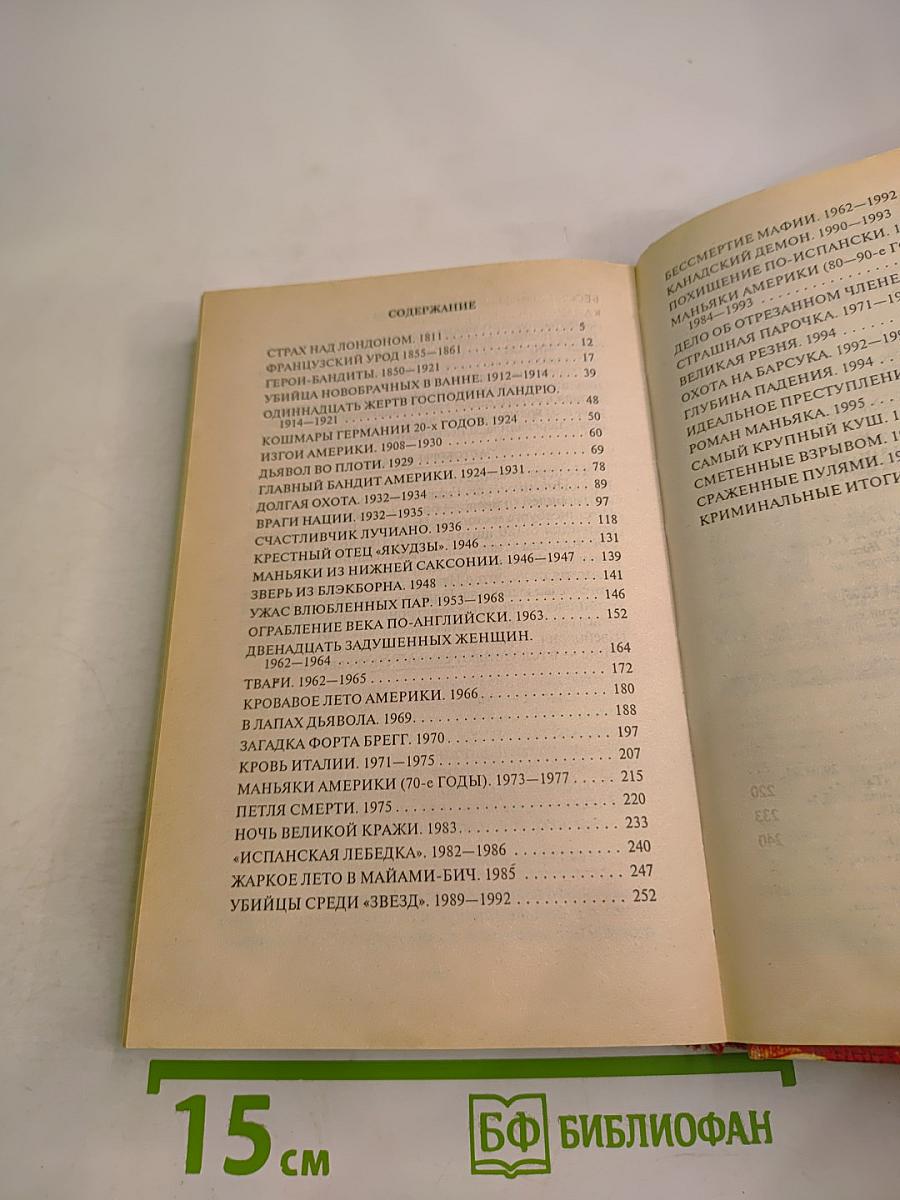 СОДЕРЖАНИЕ
СТРАХ НАД ЛОНДОНОМ. 1811 . . . . . . . . . . . . . . . 5
ФРАНЦУЗСКИЙ УРОД 1855—1861 . . . . . . . . . . . . 12
ГЕРОИ-БАНДИТЫ. 1850—1921 . . . . . . . . . . . . . . 17
УБИЙЦА НОВОБРАЧНЫХ В ВАННЕ. 1912—1914 . . . . 39
ОДИННАДЦАТЬ ЖЕРТВ ГОСПОДИНА ЛАНДРЮ.
1914—1921 . . . . . . . . . . . . . . . . . . . . . . . . 48
КОШМАРЫ ГЕРМАНИИ 20-х ГОДОВ. 1924 . . . . . . . 50
ИЗГОИ АМЕРИКИ. 1908—1930 . . . . . . . . . . . . . . 60
ДЬЯВОЛ ВО ПЛОТИ. 1929 . . . . . . . . . . . . . . . . 69
ГЛАВНЫЙ БАНДИТ АМЕРИКИ. 1924—1931 . . . . . . . . 78
ДОЛГАЯ ОХОТА. 1932—1934 . . . . . . . . . . . . . . . 89
ВРАГИ НАЦИИ. 1932—1935 . . . . . . . . . . . . . . . . 97
СЧАСТЛИВЧИК ЛУЧИАНО. 1936 . . . . . . . . . . . . . 118
КРЕСТНЫЙ ОТЕЦ «ЯКУДЗЫ». 1946 . . . . . . . . . . . 131
МАНЬЯКИ ИЗ НИЖНЕЙ САКСОНИИ. 1946—1947 . . 139
ЗВЕРЬ ИЗ БЛЭКБОРНА. 1948 . . . . . . . . . . . . . . . 141
УЖАС ВЛЮБЛЕННЫХ ПАР. 1953—1968 . . . . . . . . . . 146
ОГРАБЛЕНИЕ ВЕКА ПО-АНГЛИЙСКИ. 1963. . . . . . . 152
ДВЕНАДЦАТЬ ЗАДУШЕННЫХ ЖЕНЩИН.
1962—1964 . . . . . . . . . . . . . . . . . . . . . . . . 164
ТВАРИ. 1962—1965 . . . . . . . . . . . . . . . . . . . . . 172
КРОВАВОЕ ЛЕТО АМЕРИКИ. 1966 . . . . . . . . . . . . 180
В ЛАПАХ ДЬЯВОЛА. 1969. . . . . . . . . . . . . . . . . . 188
ЗАГАДКА ФОРТА БРЕГГ. 1970 . . . . . . . . . . . . . . . 197
КРОВЬ ИТАЛИИ. 1971—1975 . . . . . . . . . . . . . . . 207
МАНЬЯКИ АМЕРИКИ (70-е ГОДЫ). 1973—1977 . . . . . 215
ПЕТЛЯ СМЕРТИ. 1975 . . . . . . . . . . . . . . . . . . . . 220
НОЧЬ ВЕЛИКОЙ КРАЖИ. 1983. . . . . . . . . . . . . . . 233
«ИСПАНСКАЯ ЛЕБЕДКА». 1982—1986 . . . . . . . . . . 240
ЖАРКОЕ ЛЕТО В МАЙАМИ-БИЧ. 1985 . . . . . . . . . . 247
УБИЙЦЫ СРЕДИ «ЗВЕЗД». 1989—1992 . . . . . . . . . . 252
БЕССМЕРТИЕ МАФИИ. 1962—1992
КАНАДСКИЙ ДЕМОН. 1990—1993
ПОХИЩЕНИЕ ПО-ИСПАНСКИ.
МАНЬЯКИ АМЕРИКИ (80—90-е
1984—1993 . . . . . . . . . . . .
ДЕЛО ОБ ОТРЕЗАННОМ ЧЛЕНЕ.
СТРАШНАЯ ПАРОЧКА. 1971—
ВЕЛИКАЯ РЕЗНЯ. 1994 . . . .
ОХОТА НА БАРСУКА. 1992—
ГЛУБИНА ПАДЕНИЯ. 1994 . .
ИДЕАЛЬНОЕ
РОМАН МАНЬЯКА. 1995 . . .
САМЫЙ КРУПНЫЙ КУШ.
СМЕТЕННЫЕ ВЗРЫВОМ.
СРАЖЕННЫЕ ПУЛЯМИ.
КРИМИНАЛЬНЫЕ ИТОГИ
15 см
БФ БИБЛИОФАН